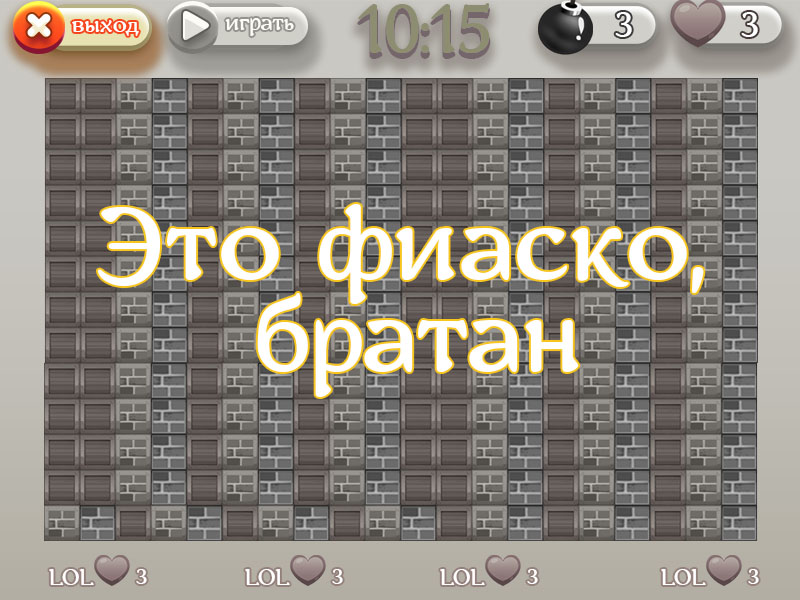 выход
играть
10:15
3
3
Это фиаско,
братан
LOL 3
LOL 3
LOL 3
LOL 3